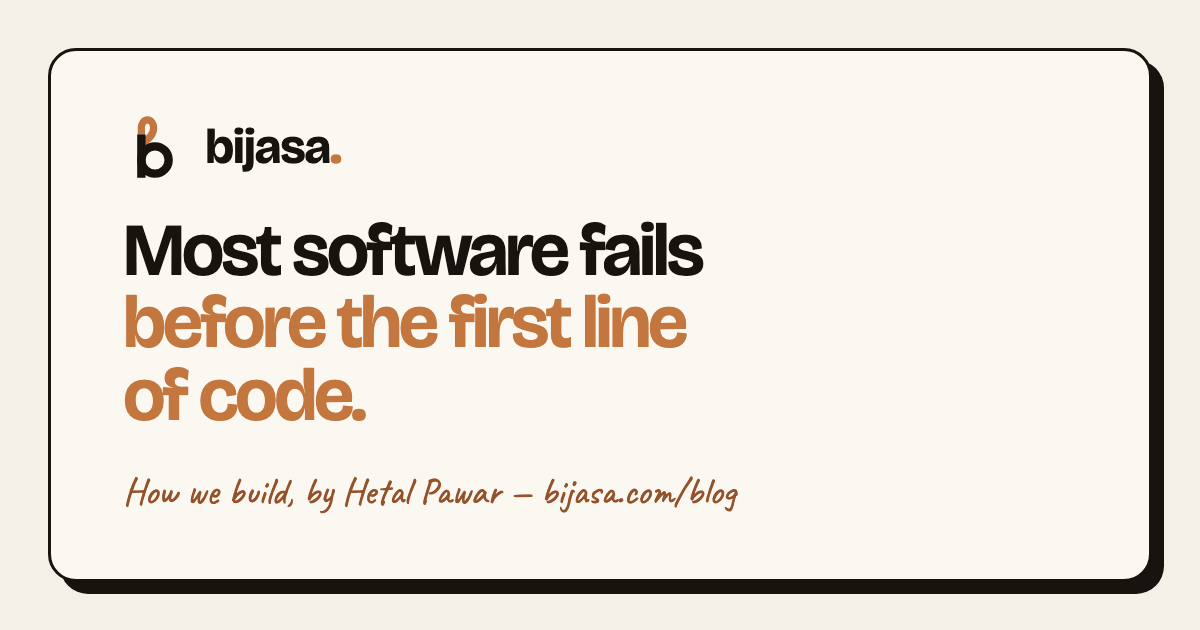 bijasa.
Most software fails
before the first line
of code.
How we build, by Hetal Pawar — bijasa.com/blog